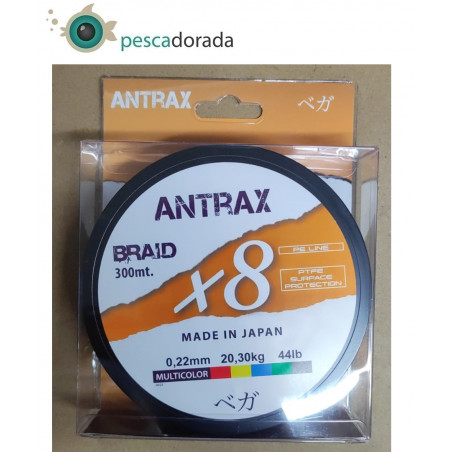 pescadorada
ANTRAX ベガ
ANTRAX
BRAID
300mt.
x8
PE LINE
PTFE
SURFACE
PROTECTION
MADE IN JAPAN
0,22mm 20,30kg 44lb
MULTICOLOR
ベガ